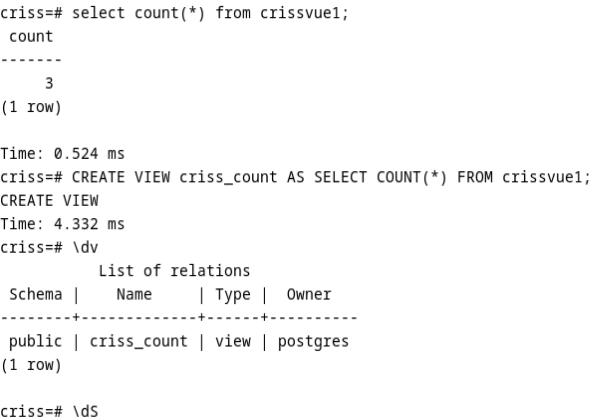 criss=# select count(*) from crissvue1;
 count
-------
     3
(1 row)

Time: 0.524 ms
criss=# CREATE VIEW criss_count AS SELECT COUNT(*) FROM crissvue1;
CREATE VIEW
Time: 4.332 ms
criss=# \dv
           List of relations
 Schema |    Name     | Type |  Owner
--------+-------------+------+----------
 public | criss_count | view | postgres
(1 row)

criss=# \dS